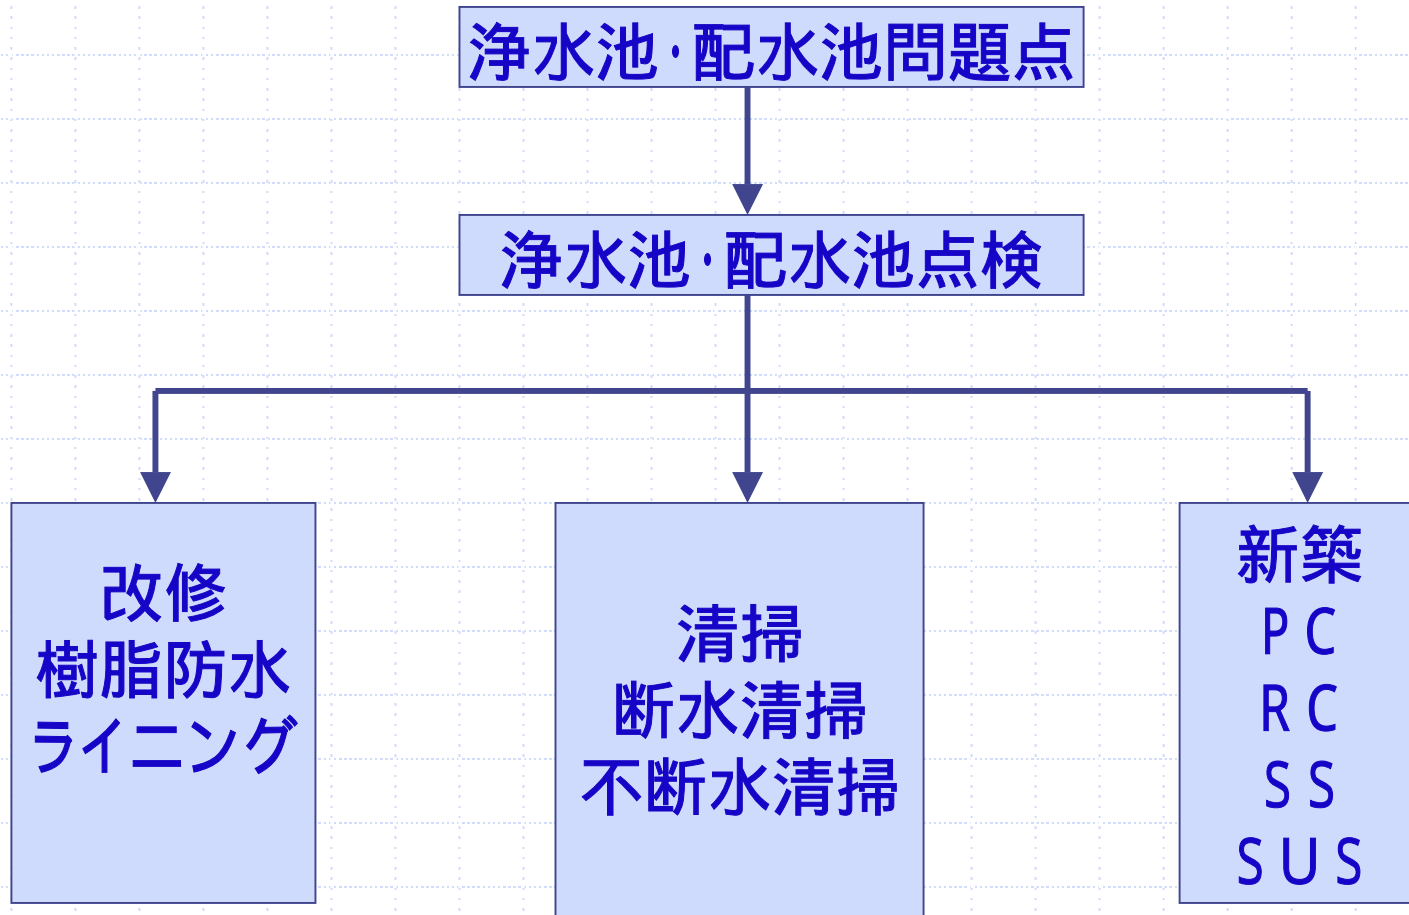 浄水池・配水池問題点
浄水池・配水池点検
改修
樹脂防水
ライニング
清掃
断水清掃
不断水清掃
新築
ＰＣ
ＲＣ
ＳＳ
ＳＵＳ